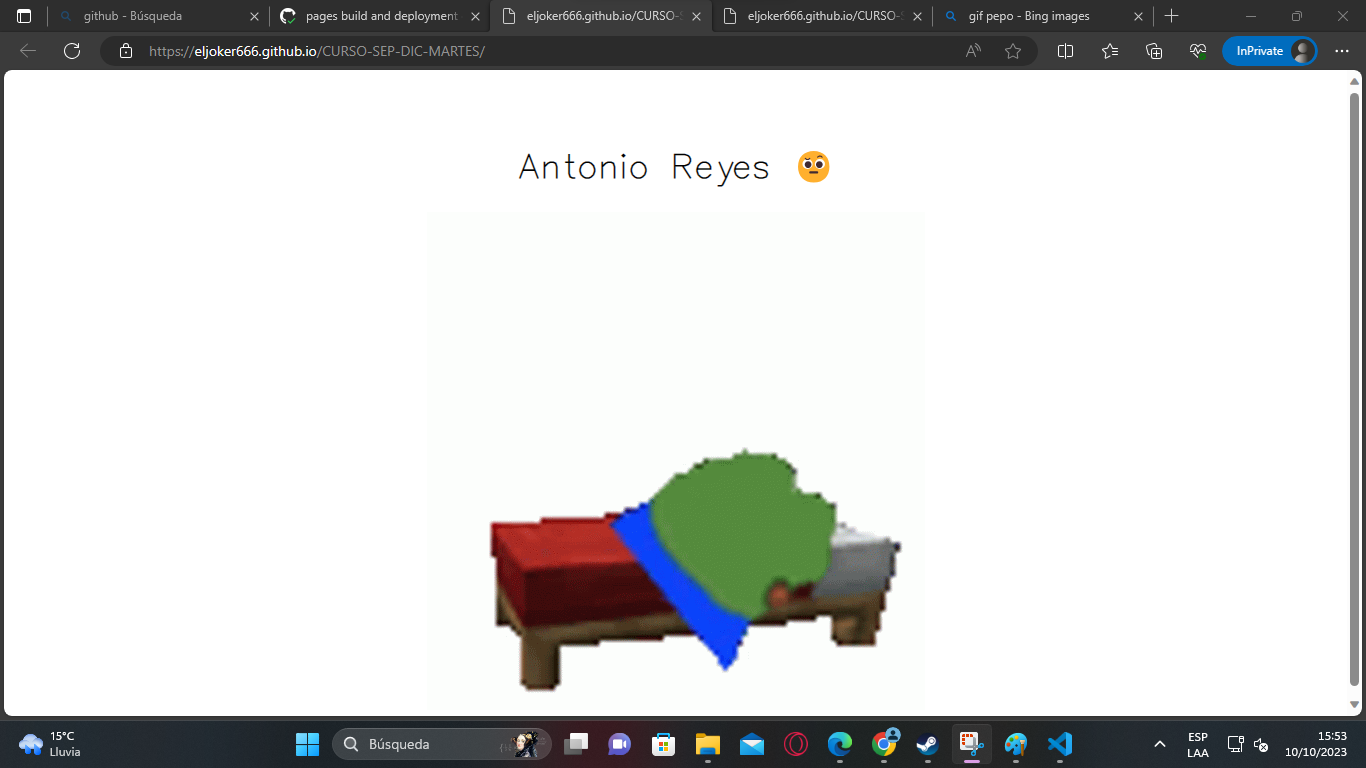 github - Búsqueda
pages build and deployment
eljoker666.github.io/CURSO-S
eljoker666.github.io/CURSO-S
gif pepo - Bing images
https://eljoker666.github.io/CURSO-SEP-DIC-MARTES/
InPrivate
Antonio Reyes 🤨
15°C
Lluvia
Búsqueda
ESP
LAA
15:53
10/10/2023